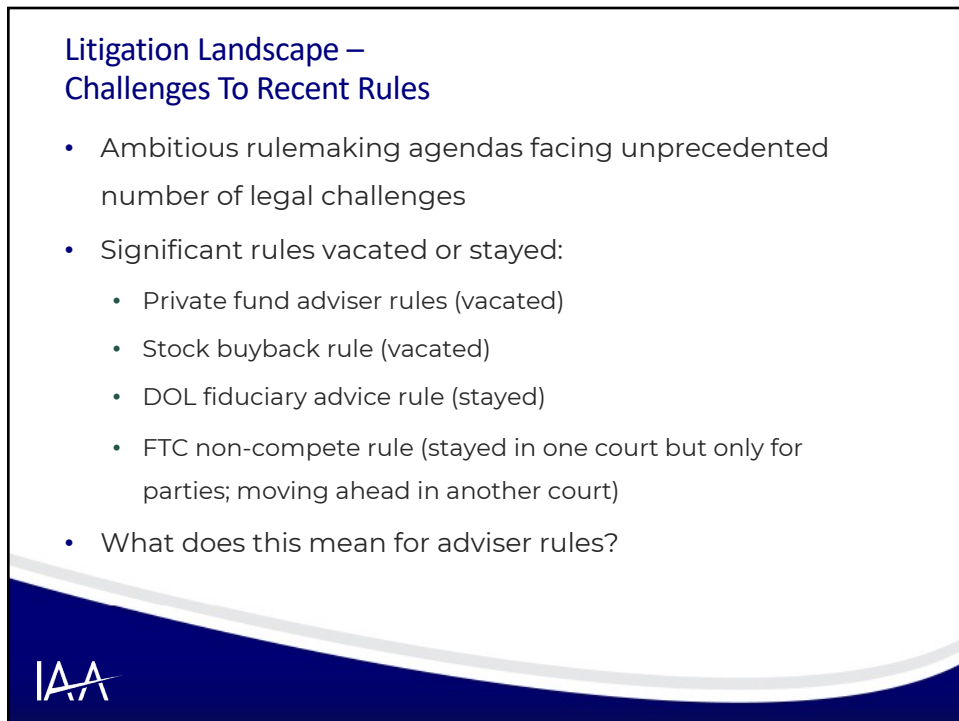 Litigation Landscape –
Challenges To Recent Rules
• Ambitious rulemaking agendas facing unprecedented
number of legal challenges
• Significant rules vacated or stayed:
• Private fund adviser rules (vacated)
• Stock buyback rule (vacated)
• DOL fiduciary advice rule (stayed)
• FTC non-compete rule (stayed in one court but only for
parties; moving ahead in another court)
• What does this mean for adviser rules?
IAA